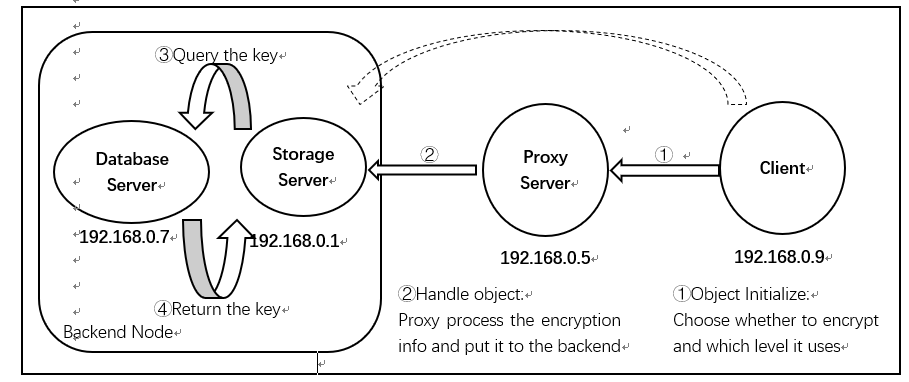 ③Query the key
②
①
Database
Server
Storage
Server
Proxy
Server
Client
192.168.0.7
192.168.0.1
192.168.0.5
192.168.0.9
④Return the key
Backend Node
②Handle object:
Proxy process the encryption
info and put it to the backend
①Object Initialize:
Choose whether to encrypt
and which level it uses